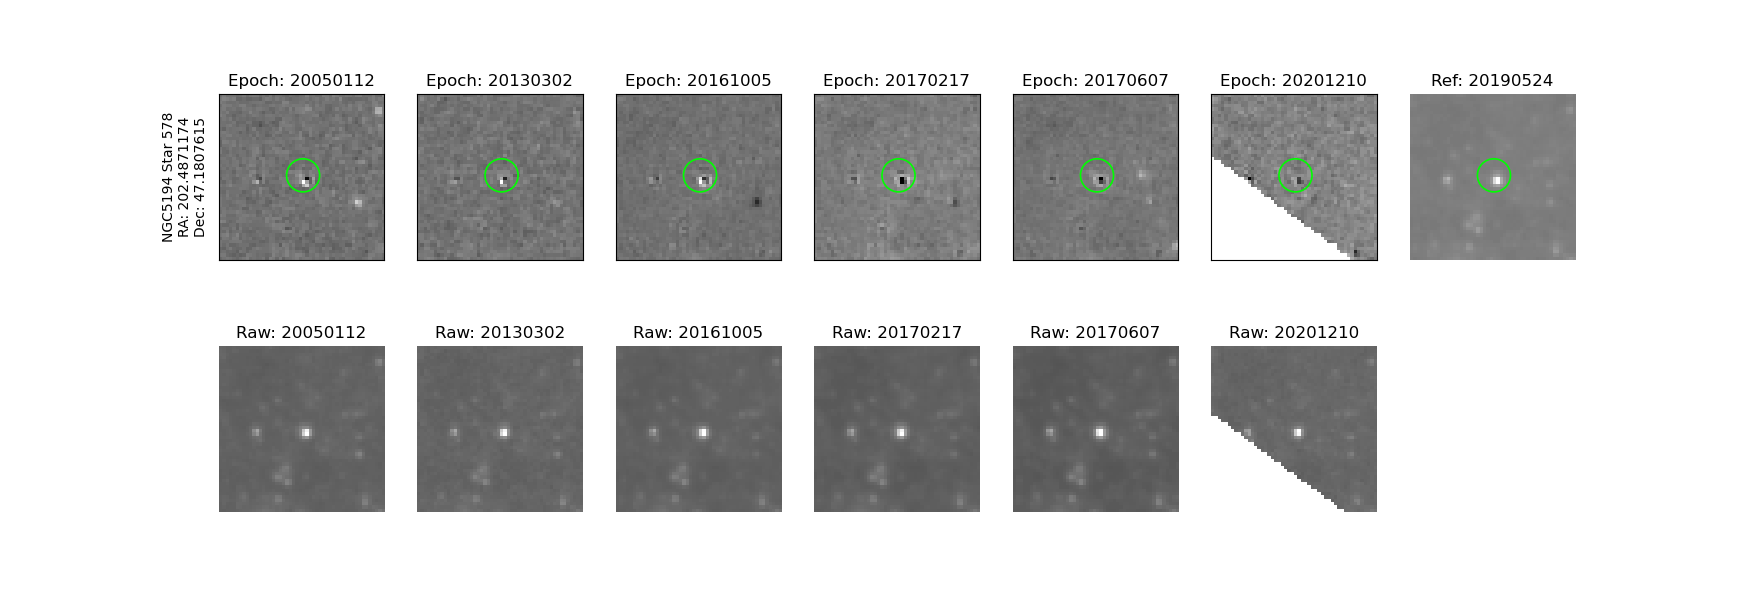 Epoch: 20050112
Epoch: 20130302
Epoch: 20161005
Epoch: 20170217
Epoch: 20170607
Epoch: 20201210
Ref: 20190524
NGC5194 Star 578
RA: 202.4871174
Dec: 47.1807615
Raw: 20050112
Raw: 20130302
Raw: 20161005
Raw: 20170217
Raw: 20170607
Raw: 20201210